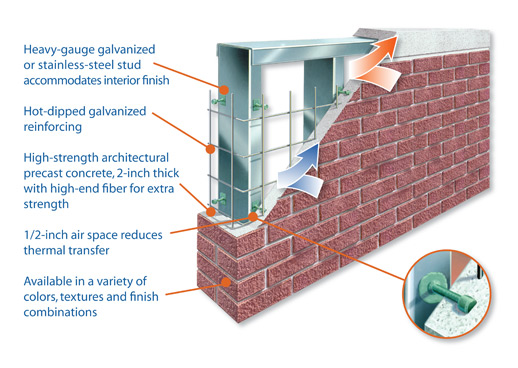 Heavy-gauge galvanized
or stainless-steel stud
accommodates interior finish
Hot-dipped galvanized
reinforcing
High-strength architectural
precast concrete, 2-inch thick
with high-end fiber for extra
strength
1/2-inch air space reduces
thermal transfer
Available in a variety of
colors, textures and finish
combinations